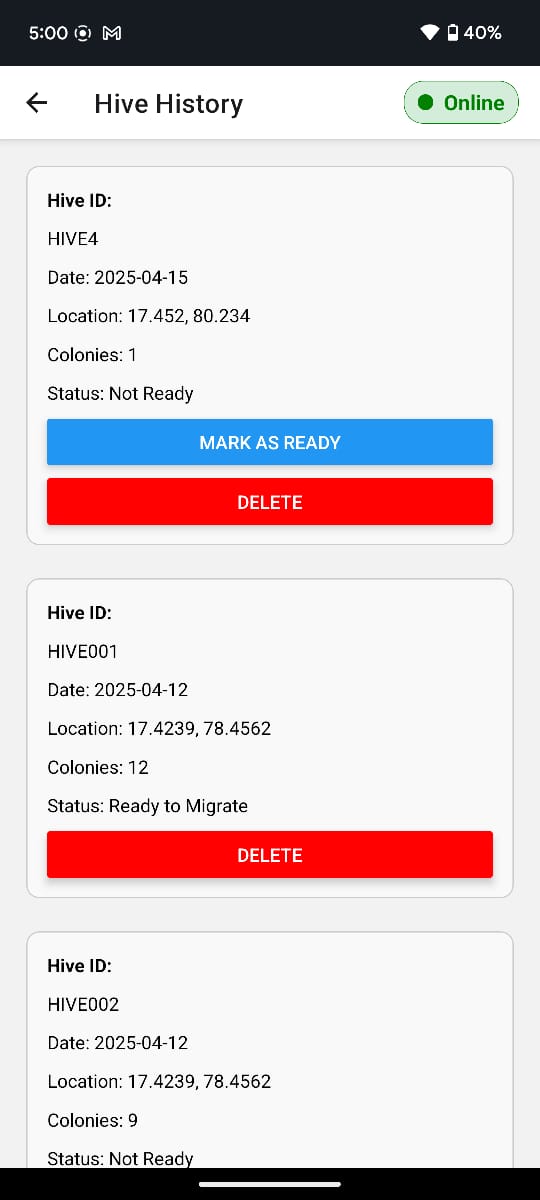 5:00 40%
Hive History Online
Hive ID:
HIVE4
Date: 2025-04-15
Location: 17.452, 80.234
Colonies: 1
Status: Not Ready
MARK AS READY
DELETE
Hive ID:
HIVE001
Date: 2025-04-12
Location: 17.4239, 78.4562
Colonies: 12
Status: Ready to Migrate
DELETE
Hive ID:
HIVE002
Date: 2025-04-12
Location: 17.4239, 78.4562
Colonies: 9
Status: Not Ready